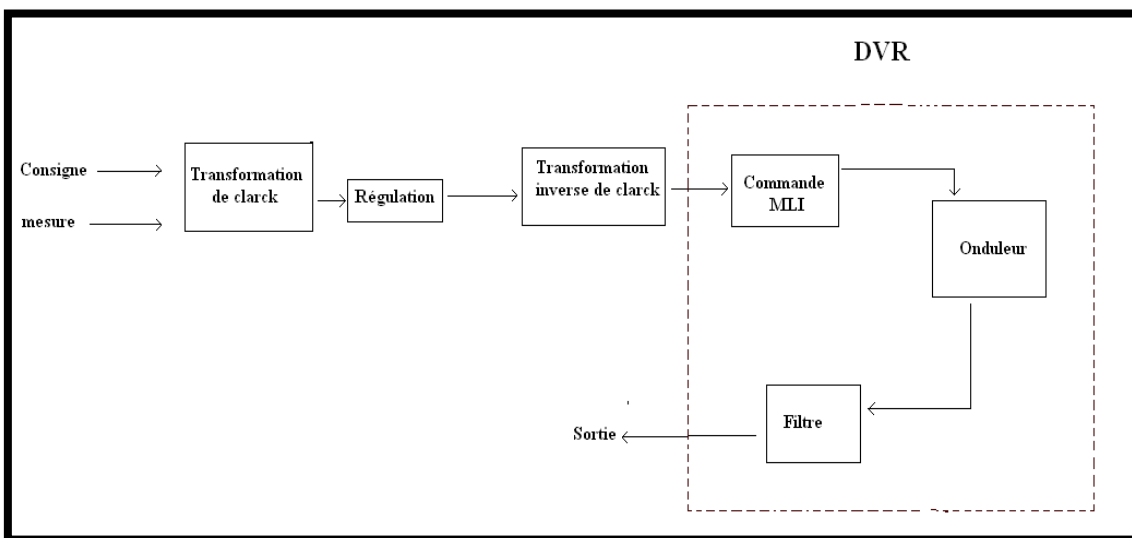 DVR
Consigne
mesure
Transformation
de clarck
Régulation
Transformation
inverse de clarck
Commande
MLI
Onduleur
Filtre
Sortie